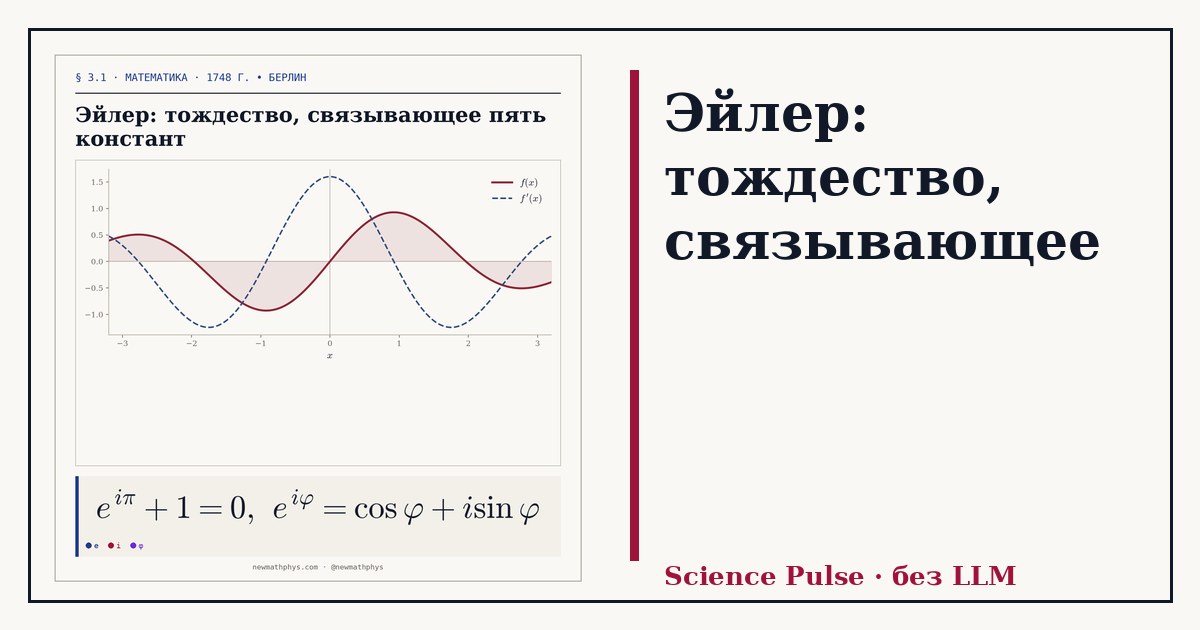 § 3.1 · МАТЕМАТИКА · 1748 Г. • БЕРЛИН
Эйлер: тождество, связывающее пять
констант
1.5
1.0
0.5
0.0
−0.5
−1.0
f(x)
f′(x)
−3 −2 −1 0 1 2 3
x
e^{iπ} + 1 = 0, e^{iφ} = cos φ + i sin φ
e i φ
newmathphys.com · @newmathphys
Эйлер:
тождество,
связывающее
Science Pulse · без LLM